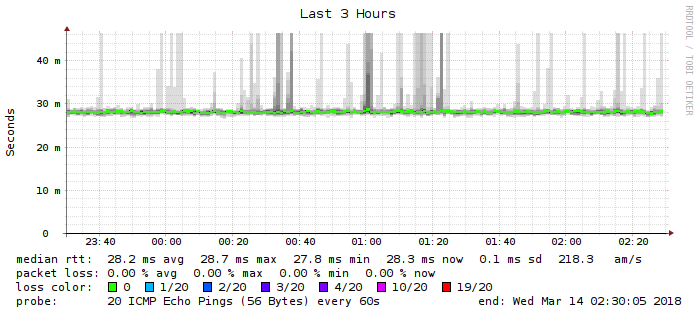 Last 3 Hours
RRDTOOL / TOBI OETIKER
Seconds
40 m
30 m
20 m
10 m
0
23:40 00:00 00:20 00:40 01:00 01:20 01:40 02:00 02:20
median rtt: 28.2 ms avg 28.7 ms max 27.8 ms min 28.3 ms now 0.1 ms sd 218.3 am/s
packet loss: 0.00 % avg 0.00 % max 0.00 % min 0.00 % now
loss color: 0 1/20 2/20 3/20 4/20 10/20 19/20
probe: 20 ICMP Echo Pings (56 Bytes) every 60s end: Wed Mar 14 02:30:05 2018